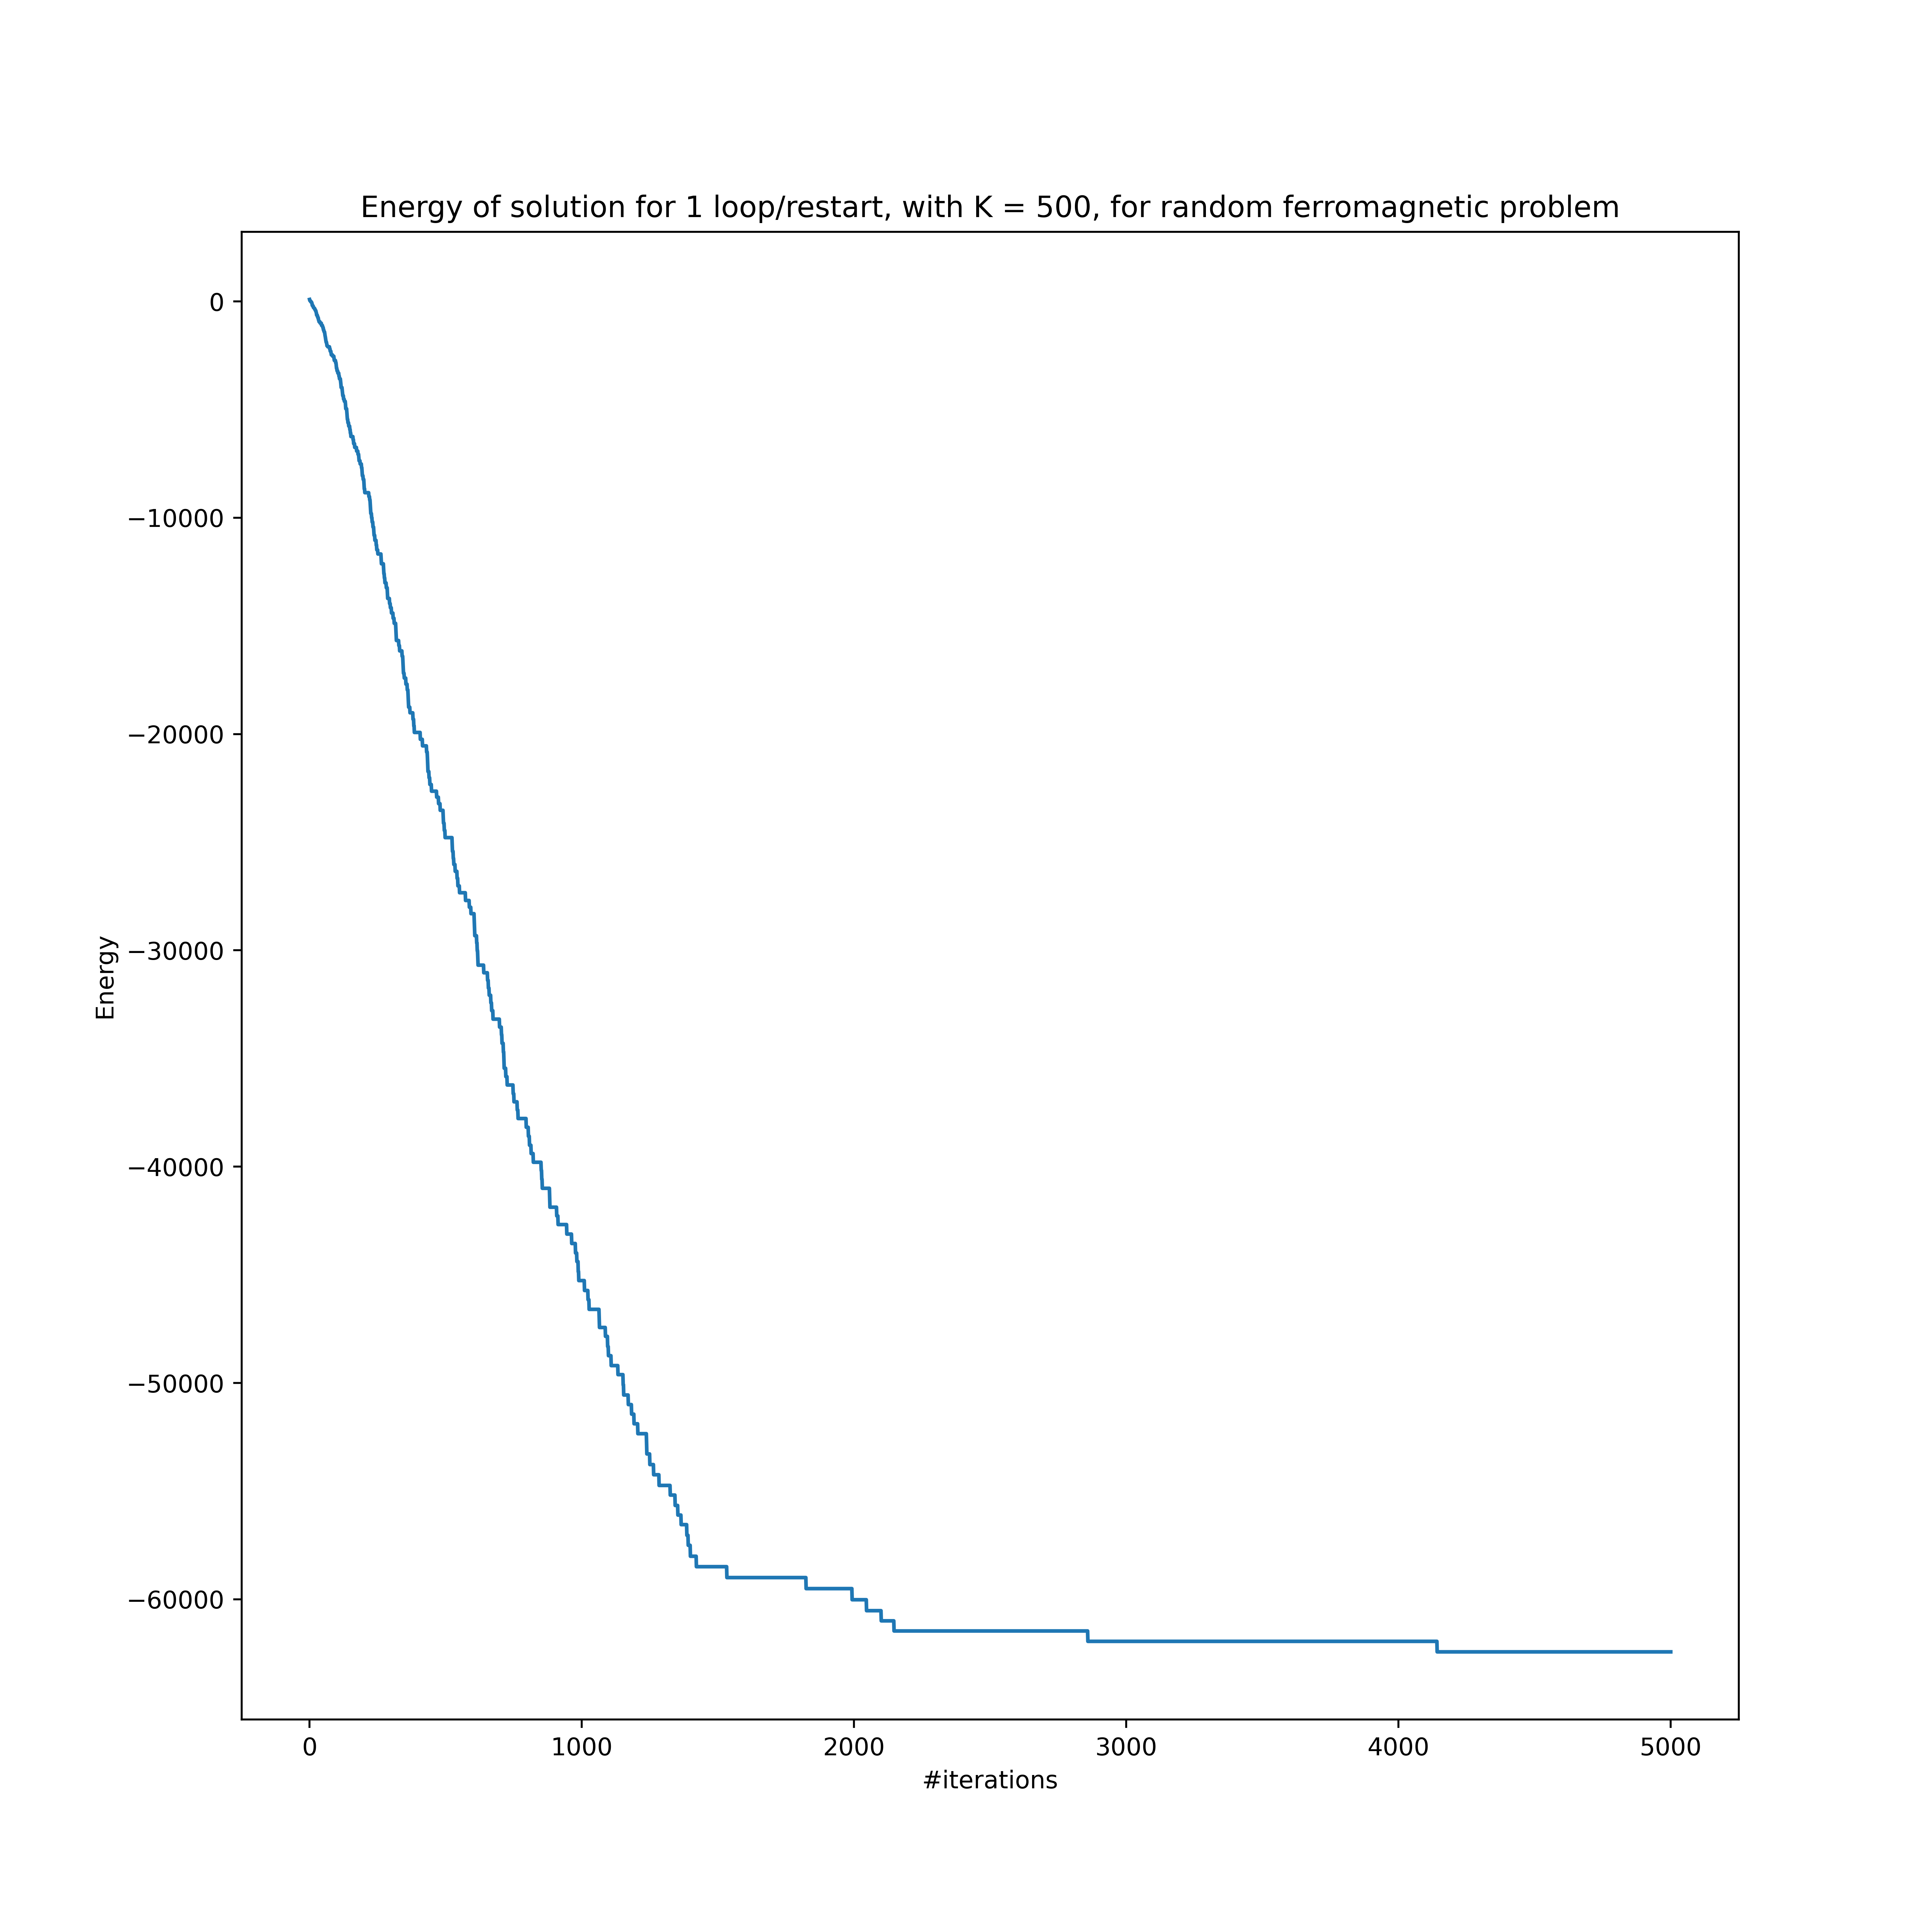 Energy of solution for 1 loop/restart, with K = 500, for random ferromagnetic problem
0
−10000
−20000
−30000
Energy
−40000
−50000
−60000
0 1000 2000 3000 4000 5000
#iterations